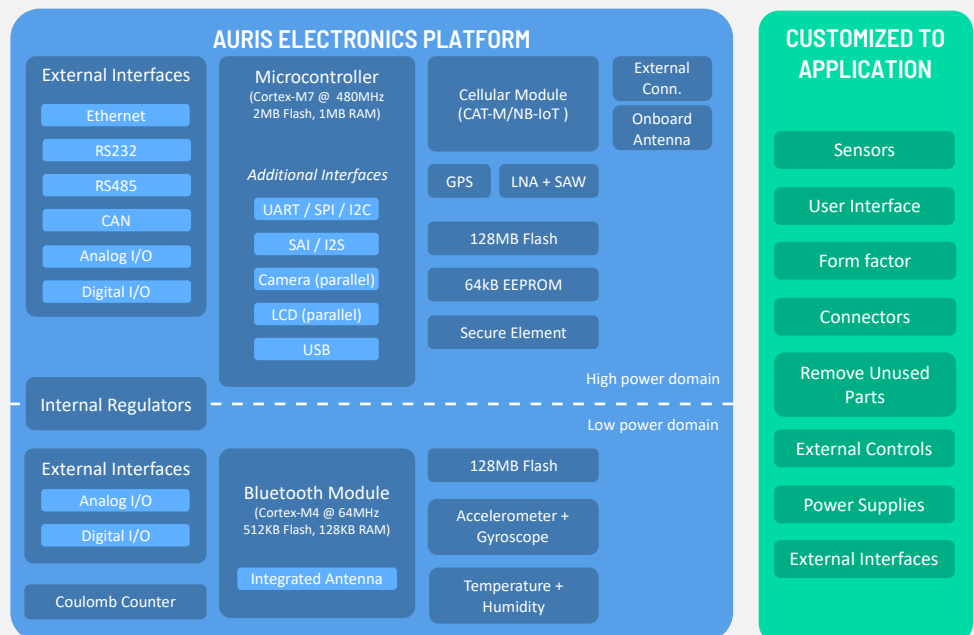 AURIS ELECTRONICS PLATFORM
External Interfaces
Ethernet
RS232
RS485
CAN
Analog I/O
Digital I/O
Microcontroller
(Cortex-M7 @ 480MHz
2MB Flash, 1MB RAM)
Additional Interfaces
UART / SPI / I2C
SAI / I2S
Camera (parallel)
LCD (parallel)
USB
Cellular Module
(CAT-M/NB-IoT )
External
Conn.
Onboard
Antenna
GPS
LNA + SAW
128MB Flash
64kB EEPROM
Secure Element
High power domain
Internal Regulators
Low power domain
External Interfaces
Analog I/O
Digital I/O
Coulomb Counter
Bluetooth Module
(Cortex-M4 @ 64MHz
512KB Flash, 128KB RAM)
Integrated Antenna
128MB Flash
Accelerometer +
Gyroscope
Temperature +
Humidity
CUSTOMIZED TO
APPLICATION
Sensors
User Interface
Form factor
Connectors
Remove Unused
Parts
External Controls
Power Supplies
External Interfaces